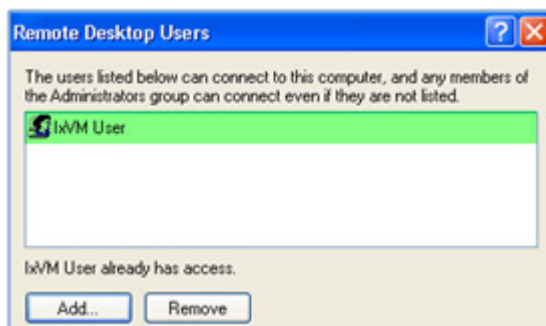 Remote Desktop Users
The users listed below can connect to this computer, and any members of
the Administrators group can connect even if they are not listed.
IxVM User
IxVM User already has access.
Add...
Remove